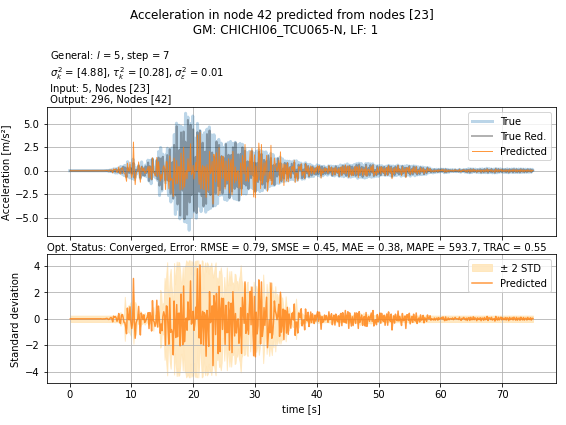 Acceleration in node 42 predicted from nodes [23]
GM: CHICHI06_TCU065-N, LF: 1
General: l = 5, step = 7
σ²ₖ = [4.88], τ²ₖ = [0.28], σ²ε = 0.01
Input: 5, Nodes [23]
Output: 296, Nodes [42]
Acceleration [m/s²]
5.0
2.5
0.0
−2.5
−5.0
True
True Red.
Predicted
Opt. Status: Converged, Error: RMSE = 0.79, SMSE = 0.45, MAE = 0.38, MAPE = 593.7, TRAC = 0.55
Standard deviation
4
2
0
−2
−4
± 2 STD
Predicted
0 10 20 30 40 50 60 70
time [s]